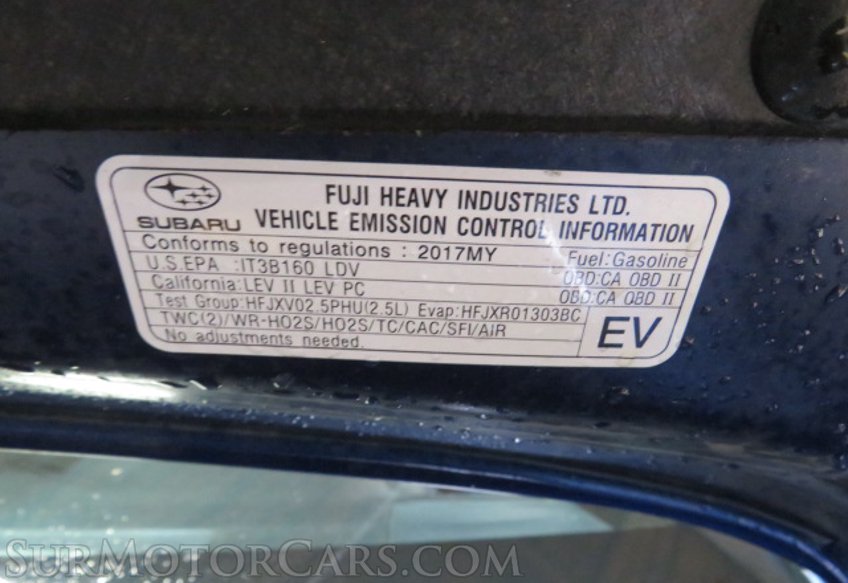 FUJI HEAVY INDUSTRIES LTD.
SUBARU VEHICLE EMISSION CONTROL INFORMATION
Conforms to regulations : 2017MY Fuel:Gasoline
U.S.EPA :IT3B160 LDV OBD:CA OBD II
California:LEV II LEV PC OBD:CA OBD II
Test Group:HFJXV02.5PHU(2.5L) Evap:HFJXR01303BC
TWC(2)/WR-HO2S/HO2S/TC/CAC/SFI/AIR
No adjustments needed.
EV
SurMotorCars.com